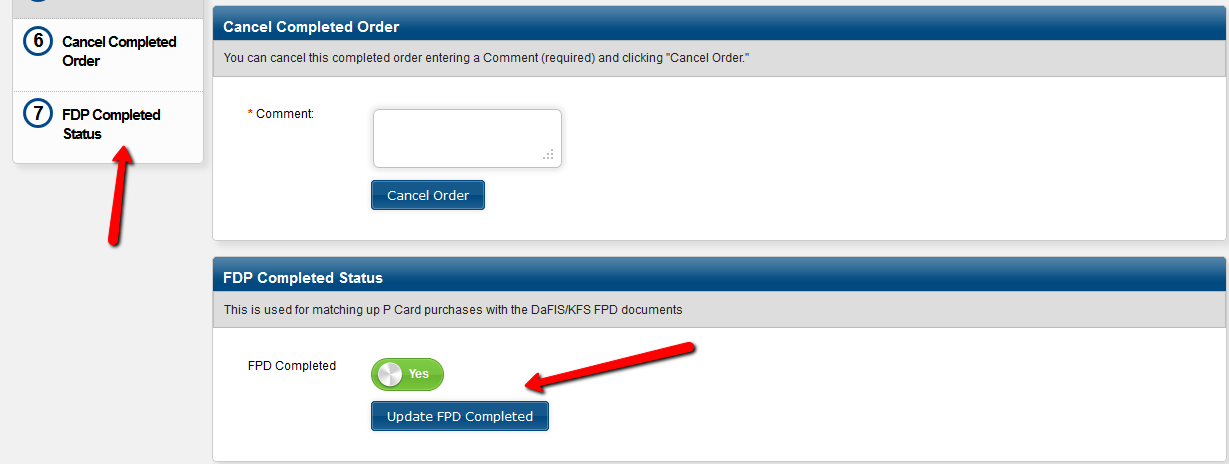 6
Cancel Completed
Order
7
FDP Completed
Status
Cancel Completed Order
You can cancel this completed order entering a Comment (required) and clicking "Cancel Order."
* Comment:
Cancel Order
FDP Completed Status
This is used for matching up P Card purchases with the DaFIS/KFS FPD documents
FPD Completed
Yes
Update FPD Completed